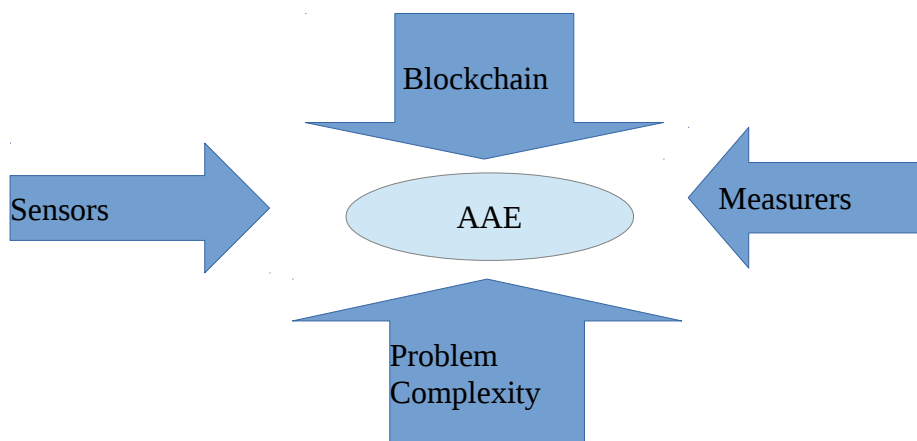 Blockchain
Sensors
Measurers
AAE
Problem
Complexity